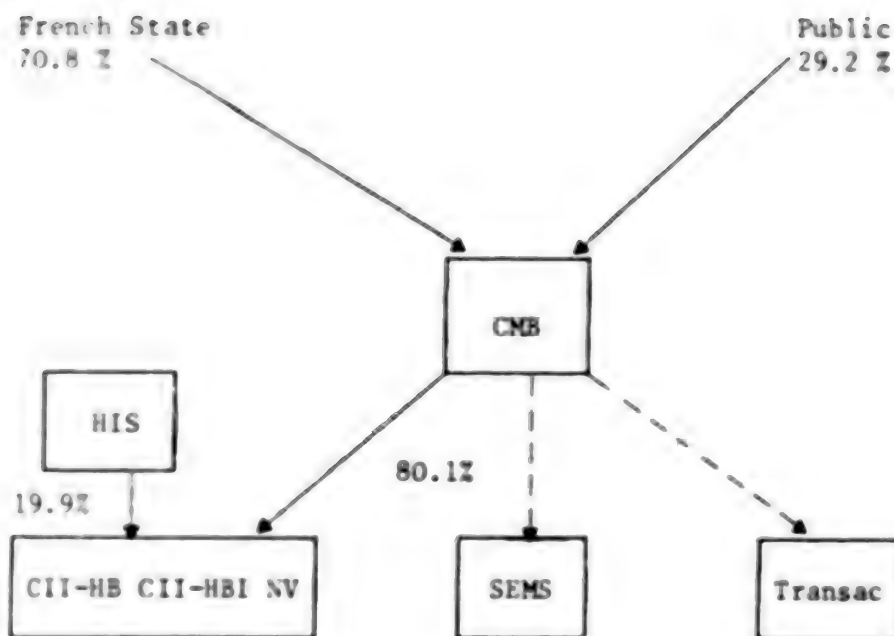 French State
70.8 %
Public
29.2 %
CMB
HIS
80.1%
19.9%
CII-HB CII-HBI NV
SEMS
Transac